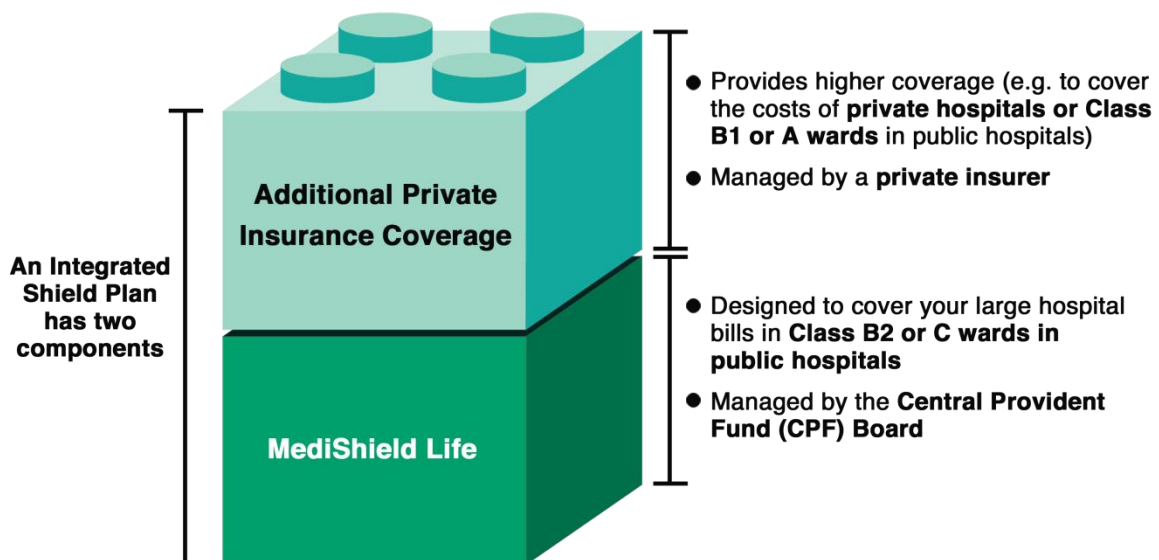 An Integrated
Shield Plan
has two
components
Additional Private
Insurance Coverage
MediShield Life
● Provides higher coverage (e.g. to cover
the costs of private hospitals or Class
B1 or A wards in public hospitals)
● Managed by a private insurer
● Designed to cover your large hospital
bills in Class B2 or C wards in
public hospitals
● Managed by the Central Provident
Fund (CPF) Board